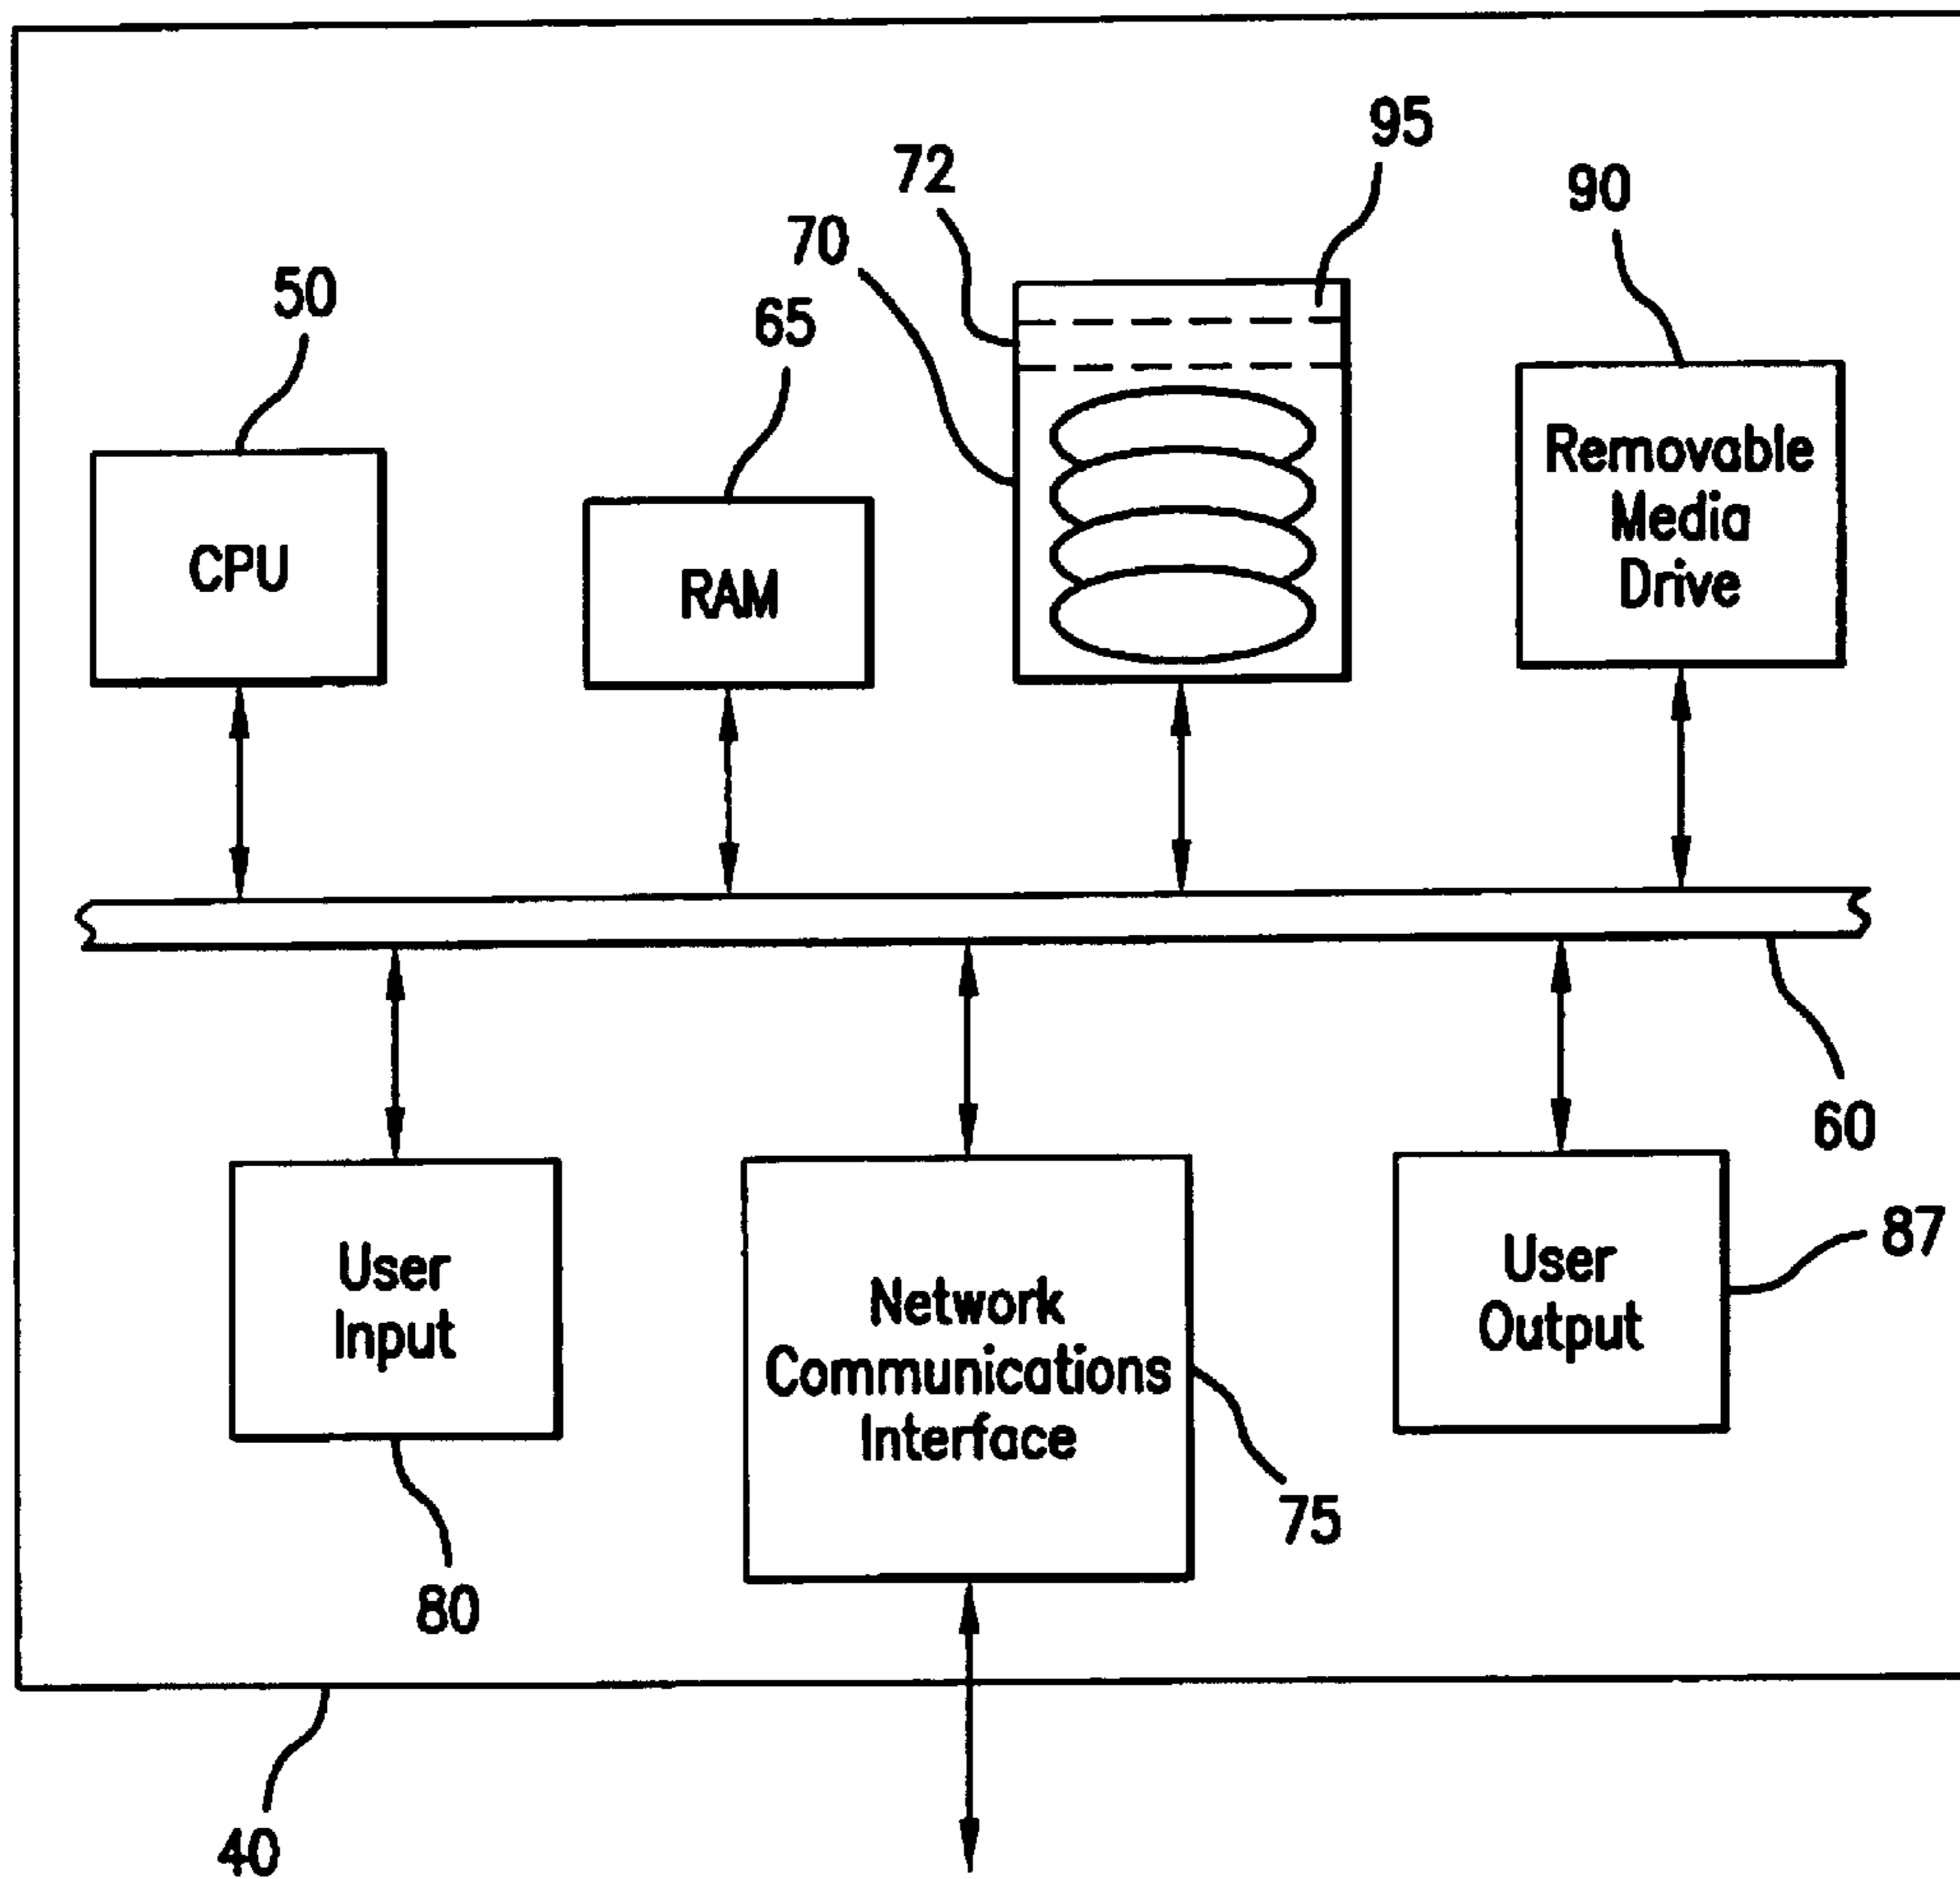 95
72
90
70
50
65
Removable
Media
Drive
CPU
RAM
60
User
Input
Network
Communications
Interface
User
Output
87
75
80
40